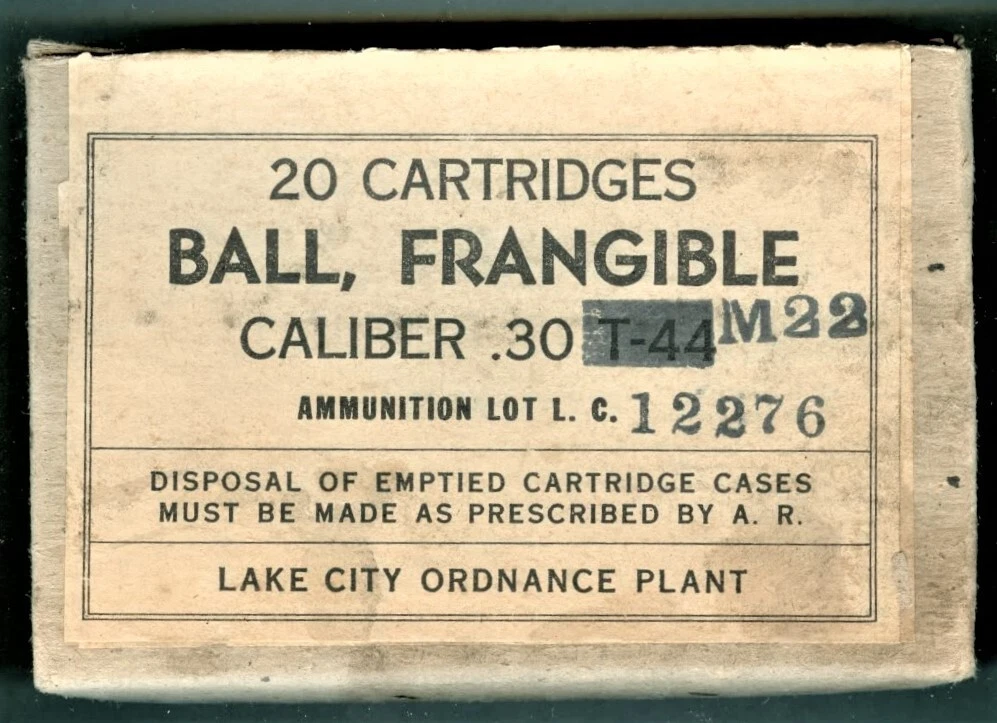 20 CARTRIDGES
BALL, FRANGIBLE
CALIBER .30 T-44 M22
AMMUNITION LOT L. C. 12276
DISPOSAL OF EMPTIED CARTRIDGE CASES
MUST BE MADE AS PRESCRIBED BY A. R.
LAKE CITY ORDNANCE PLANT